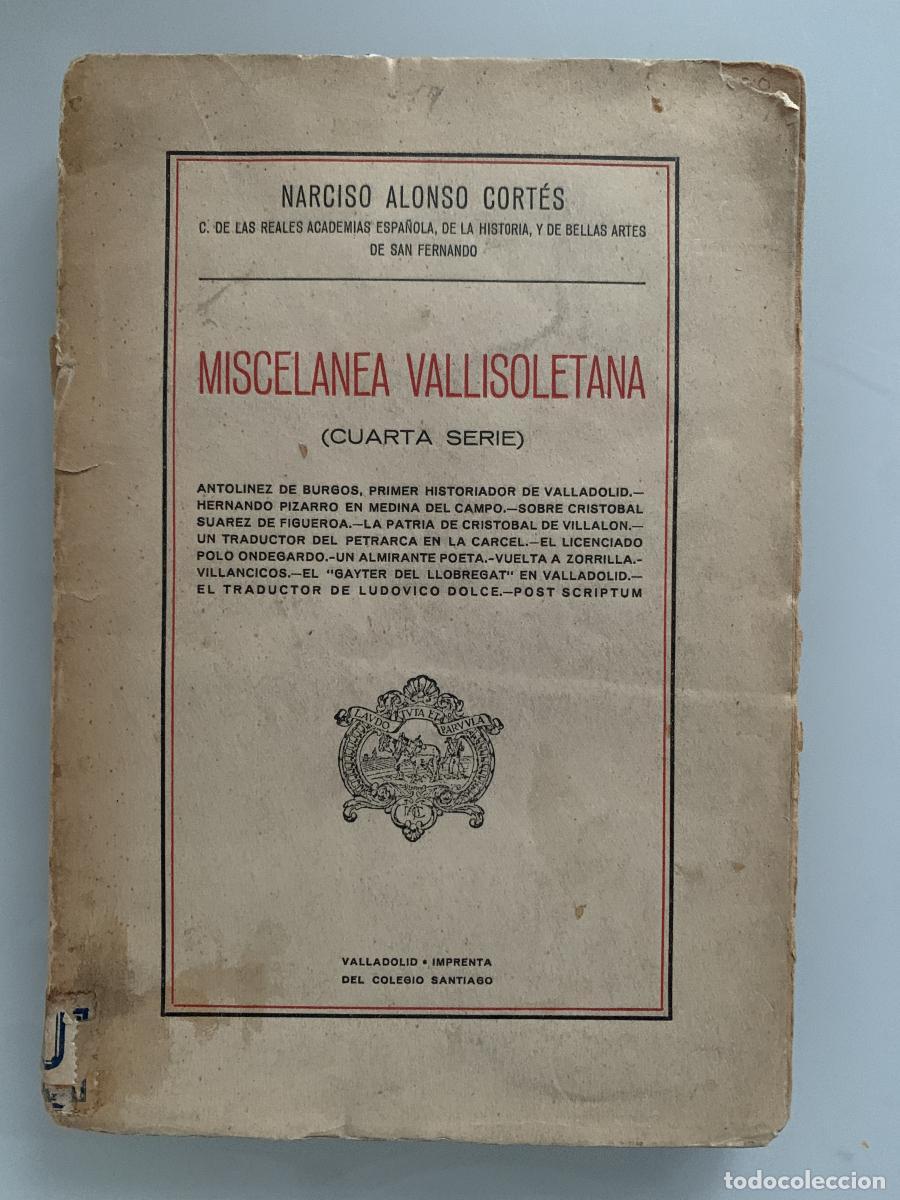 NARCISO ALONSO CORTÉS
C. DE LAS REALES ACADEMIAS ESPAÑOLA, DE LA HISTORIA, Y DE BELLAS ARTES
DE SAN FERNANDO
MISCELANEA VALLISOLETANA
(CUARTA SERIE)
ANTOLINEZ DE BURGOS, PRIMER HISTORIADOR DE VALLADOLID.—
HERNANDO PIZARRO EN MEDINA DEL CAMPO.—SOBRE CRISTOBAL
SUAREZ DE FIGUEROA.—LA PATRIA DE CRISTOBAL DE VILLALON.—
UN TRADUCTOR DEL PETRARCA EN LA CARCEL.—EL LICENCIADO
POLO ONDEGARDO.-UN ALMIRANTE POETA.-VUELTA A ZORRILLA.-
VILLANCICOS.—EL "GAYTER DEL LLOBREGAT" EN VALLADOLID.—
EL TRADUCTOR DE LUDOVICO DOLCE.—POST SCRIPTUM
LAVDO IVTA ET PARVVLA
VALLADOLID • IMPRENTA
DEL COLEGIO SANTIAGO
todocoleccion